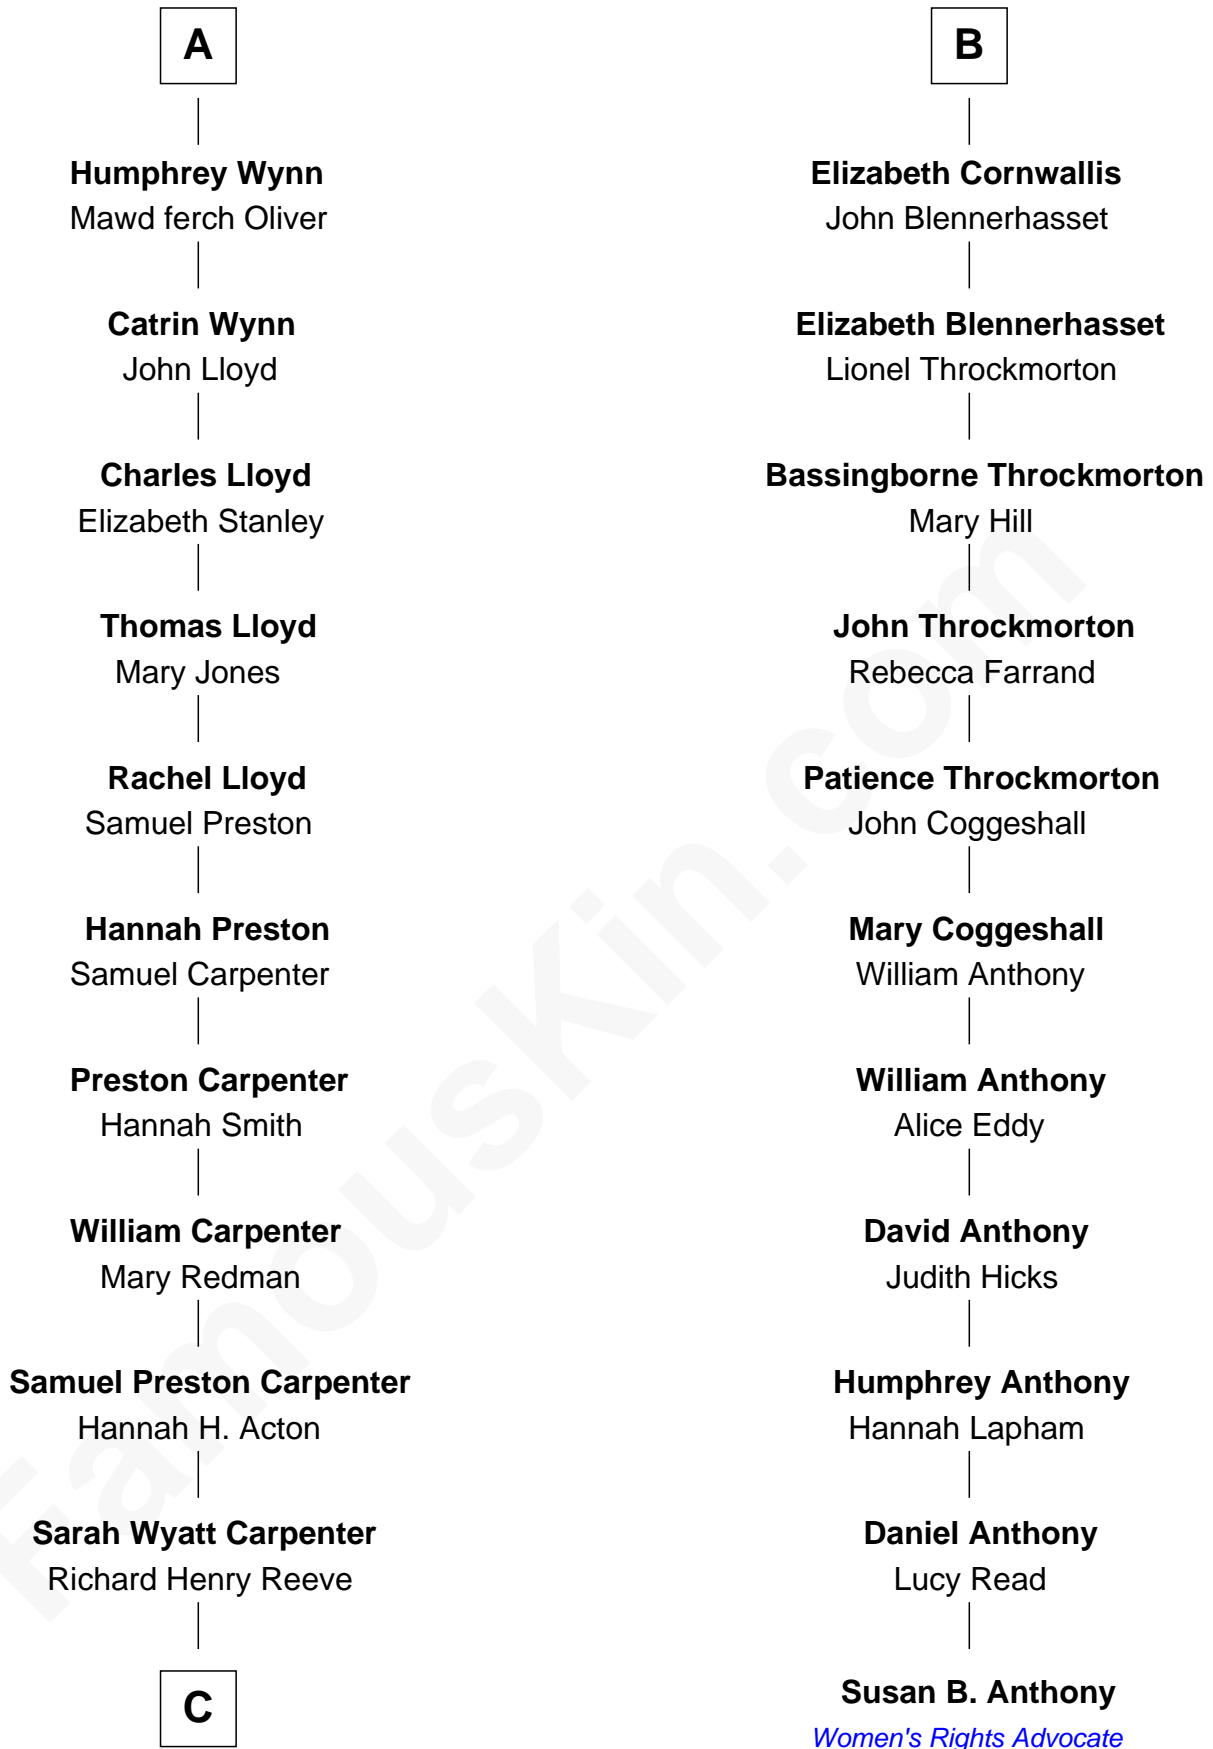 A
Humphrey Wynn
Mawd ferch Oliver
Catrin Wynn
John Lloyd
Charles Lloyd
Elizabeth Stanley
Thomas Lloyd
Mary Jones
Rachel Lloyd
Samuel Preston
Hannah Preston
Samuel Carpenter
Preston Carpenter
Hannah Smith
William Carpenter
Mary Redman
Samuel Preston Carpenter
Hannah H. Acton
Sarah Wyatt Carpenter
Richard Henry Reeve
C
B
Elizabeth Cornwallis
John Blennerhasset
Elizabeth Blennerhasset
Lionel Throckmorton
Bassingborne Throckmorton
Mary Hill
John Throckmorton
Rebecca Farrand
Patience Throckmorton
John Coggeshall
Mary Coggeshall
William Anthony
William Anthony
Alice Eddy
David Anthony
Judith Hicks
Humphrey Anthony
Hannah Lapham
Daniel Anthony
Lucy Read
Susan B. Anthony
Women's Rights Advocate
FamousKin.com